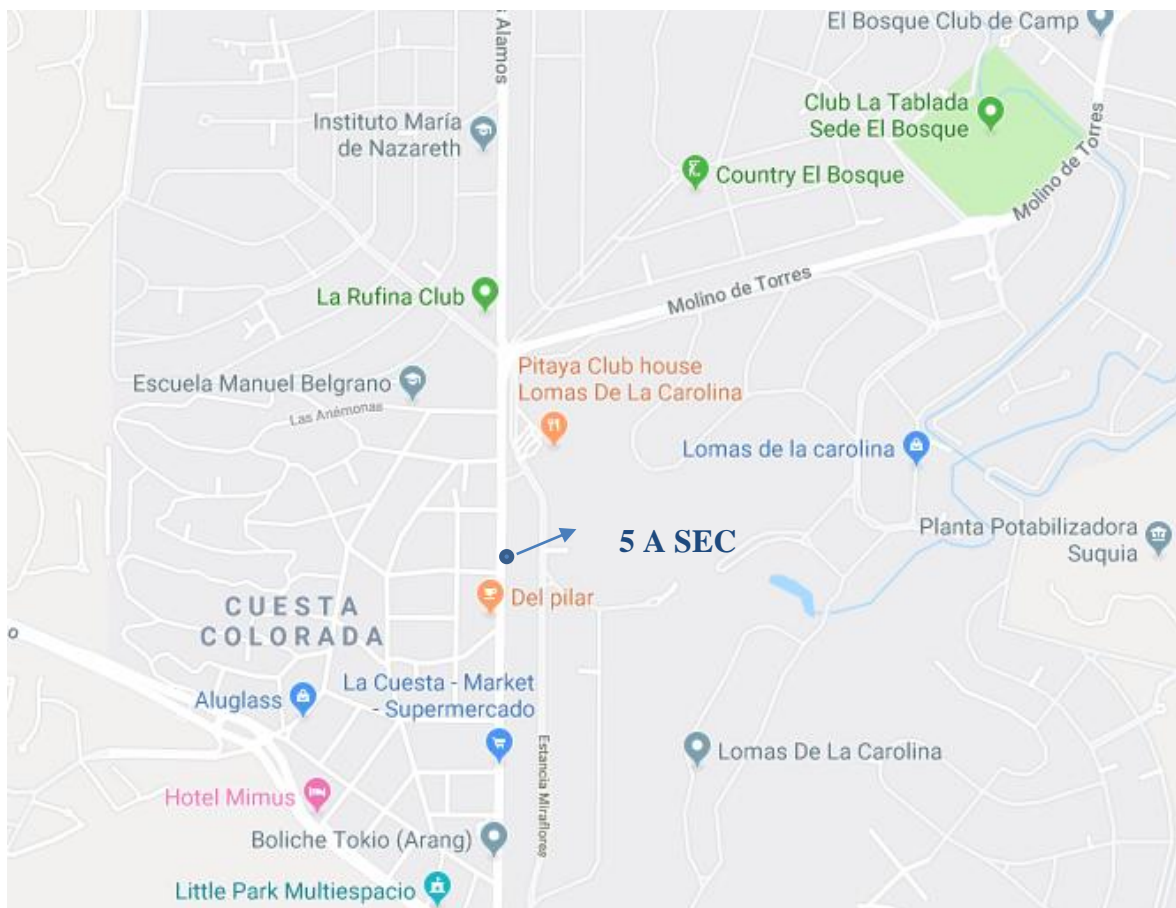 El Bosque Club de Camp
s Alamos
Club La Tablada
Sede El Bosque
Instituto María
de Nazareth
Country El Bosque
Molino de Torres
Molino de Torres
La Rufina Club
Pitaya Club house
Lomas De La Carolina
Escuela Manuel Belgrano
Las Anémonas
Lomas de la carolina
5 A SEC
Planta Potabilizadora
Suquia
Del pilar
CUESTA
COLORADA
o
La Cuesta - Market
- Supermercado
Aluglass
Estancia Miraflores
Lomas De La Carolina
Hotel Mimus
Boliche Tokio (Arang)
Little Park Multiespacio